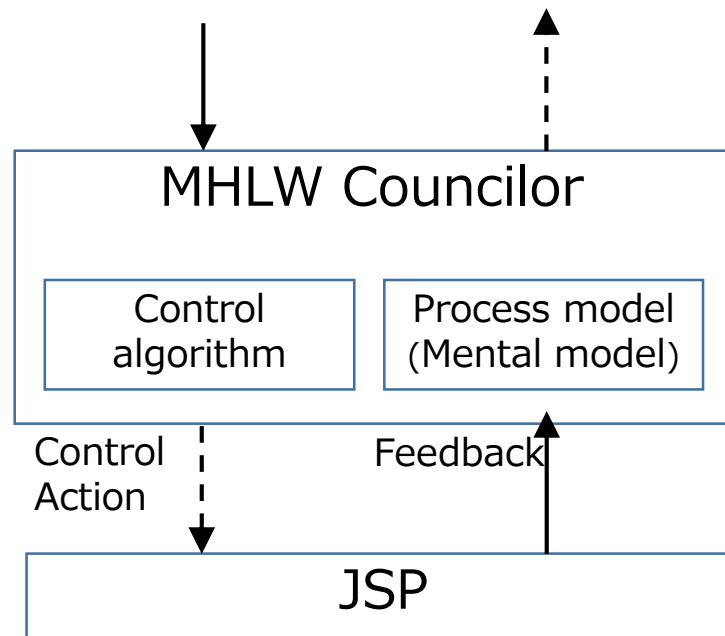 MHLW Councilor
Control
algorithm
Process model
(Mental model)
Control
Action
Feedback
JSP